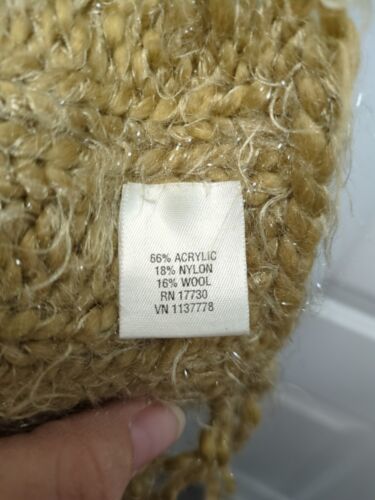 66% ACRYLIC
18% NYLON
16% WOOL
RN 17730
VN 1137778